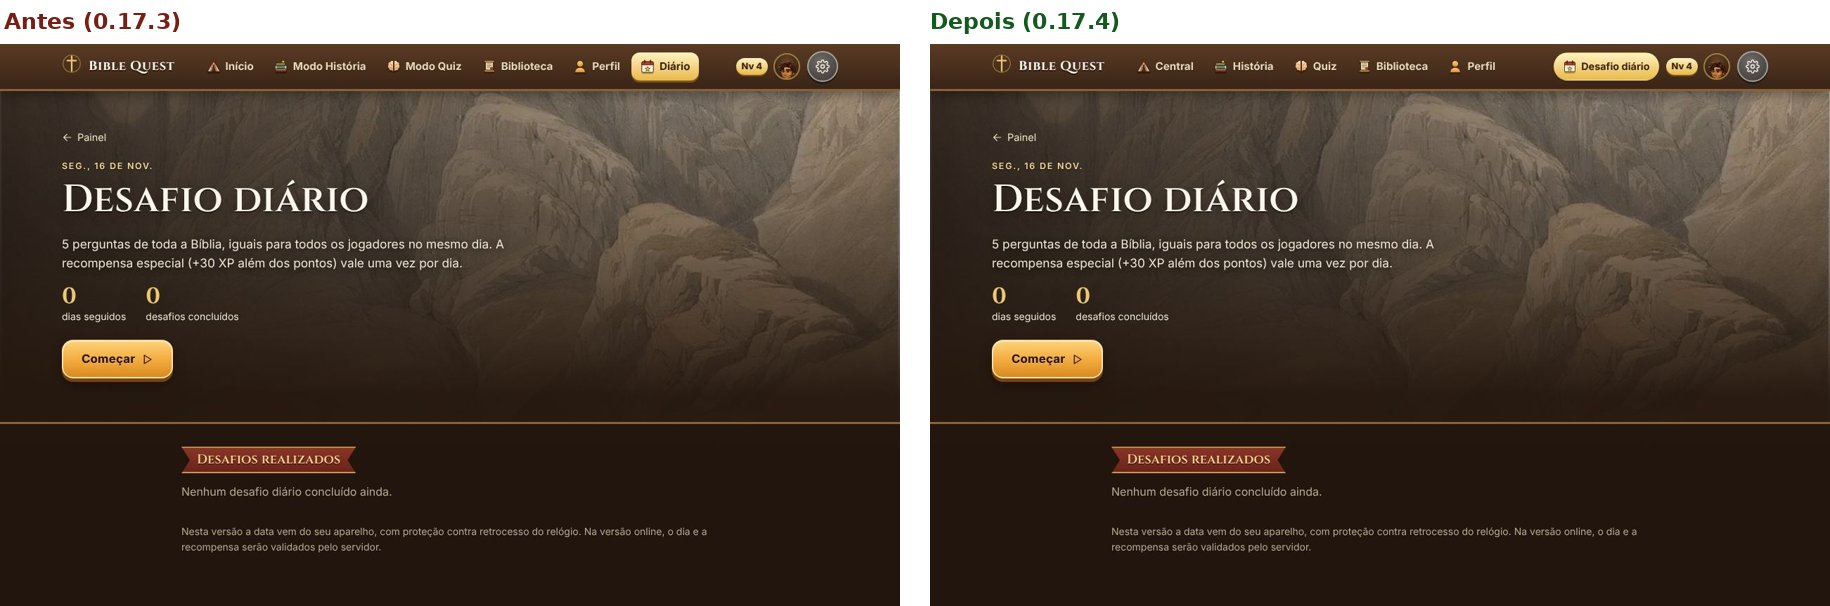 Antes (0.17.3)
BIBLE QUEST Início Modo História Modo Quiz Biblioteca Perfil Diário Nv 4
← Painel
SEG., 16 DE NOV.
DESAFIO DIÁRIO
5 perguntas de toda a Bíblia, iguais para todos os jogadores no mesmo dia. A
recompensa especial (+30 XP além dos pontos) vale uma vez por dia.
0 0
dias seguidos desafios concluídos
Começar
DESAFIOS REALIZADOS
Nenhum desafio diário concluído ainda.
Nesta versão a data vem do seu aparelho, com proteção contra retrocesso do relógio. Na versão online, o dia e a
recompensa serão validados pelo servidor.
Depois (0.17.4)
BIBLE QUEST Central História Quiz Biblioteca Perfil Desafio diário Nv 4
← Painel
SEG., 16 DE NOV.
DESAFIO DIÁRIO
5 perguntas de toda a Bíblia, iguais para todos os jogadores no mesmo dia. A
recompensa especial (+30 XP além dos pontos) vale uma vez por dia.
0 0
dias seguidos desafios concluídos
Começar
DESAFIOS REALIZADOS
Nenhum desafio diário concluído ainda.
Nesta versão a data vem do seu aparelho, com proteção contra retrocesso do relógio. Na versão online, o dia e a
recompensa serão validados pelo servidor.